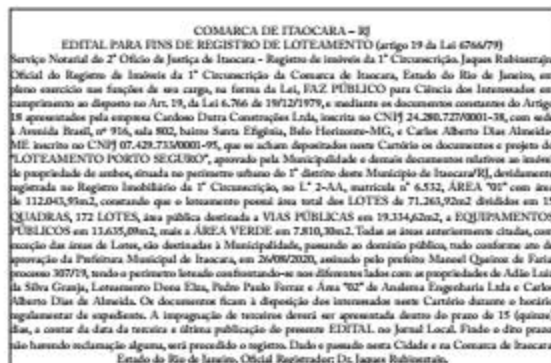 COMARCA DE ITAOCARA – RJ
EDITAL PARA FINS DE REGISTRO DE LOTEAMENTO (artigo 19 da Lei 6766/79)
Serviço Notarial do 2º Ofício de Justiça de Itaocara – Registro de imóveis da 1ª Circunscrição. Jaques Rubinstrajn
Oficial do Registro de Imóveis da 1ª Circunscrição da Comarca de Itaocara, Estado do Rio de Janeiro, em
pleno exercício nas funções de seu cargo, na forma da Lei, FAZ PÚBLICO para Ciência dos Interessados em
cumprimento ao disposto no Art. 19, da Lei 6.766 de 19/12/1979, e mediante os documentos constantes do Artigo
18 apresentados pela empresa Cardoso Dutra Construções Ltda, inscrita no CNPJ 24.280.727/0001-38, com sede
à Avenida Brasil, nº 916, sala 802, bairro Santa Efigênia, Belo Horizonte-MG, e Carlos Alberto Dias Almeida
ME inscrito no CNPJ 07.429.733/0001-95, que se acham depositados neste Cartório os documentos e projeto do
"LOTEAMENTO PORTO SEGURO", aprovado pela Municipalidade e demais documentos relativos ao imóvel
de propriedade de ambos, situada no perímetro urbano do 1º distrito deste Município de Itaocara/RJ, devidamente
registrada no Registro Imobiliário da 1ª Circunscrição, no L° 2-AA, matrícula nº 6.532, ÁREA "01" com área
de 112.043,93m2, constando que o loteamento possui área total dos LOTES de 71.263,92m2 divididos em 15
QUADRAS, 172 LOTES, área pública destinada a VIAS PÚBLICAS em 19.334,62m2, a EQUIPAMENTOS
PÚBLICOS em 13.635,09m2, mais a ÁREA VERDE em 7.810,30m2. Todas as áreas anteriormente citadas, com
exceção das áreas de Lotes, são destinadas à Municipalidade, passando ao domínio público, tudo conforme ato de
aprovação da Prefeitura Municipal de Itaocara, em 26/08/2020, assinado pelo prefeito Manoel Queiroz de Faria
processo 307/19, tendo o perímetro loteado confrontando-se nos diferentes lados com as propriedades de Adão Luis
da Silva Granja, Loteamento Dona Elza, Pedro Paulo Ferraz e Área "02" de Analema Engenharia Ltda e Carlos
Alberto Dias de Almeida. Os documentos ficam à disposição dos interessados neste Cartório durante o horário
regulamentar de expediente. A impugnação de terceiros deverá ser apresentada dentro do prazo de 15 (quinze)
dias, a contar da data da terceira e última publicação do presente EDITAL no Jornal Local. Findo o dito prazo
não havendo reclamação alguma, será procedido o registro. Dado e passado nesta Cidade e na Comarca de Itaocara
Estado do Rio de Janeiro. Oficial Registrador: Dr. Jaques Rubinstrajn.